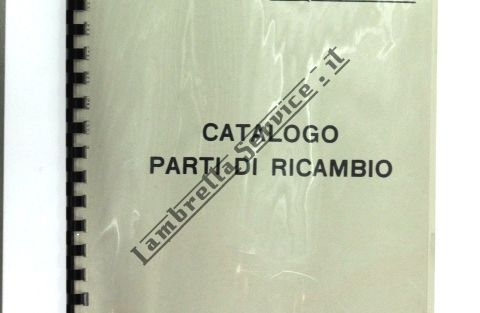 CATALOGO
PARTI DI RICAMBIO
Lambretta Service.it